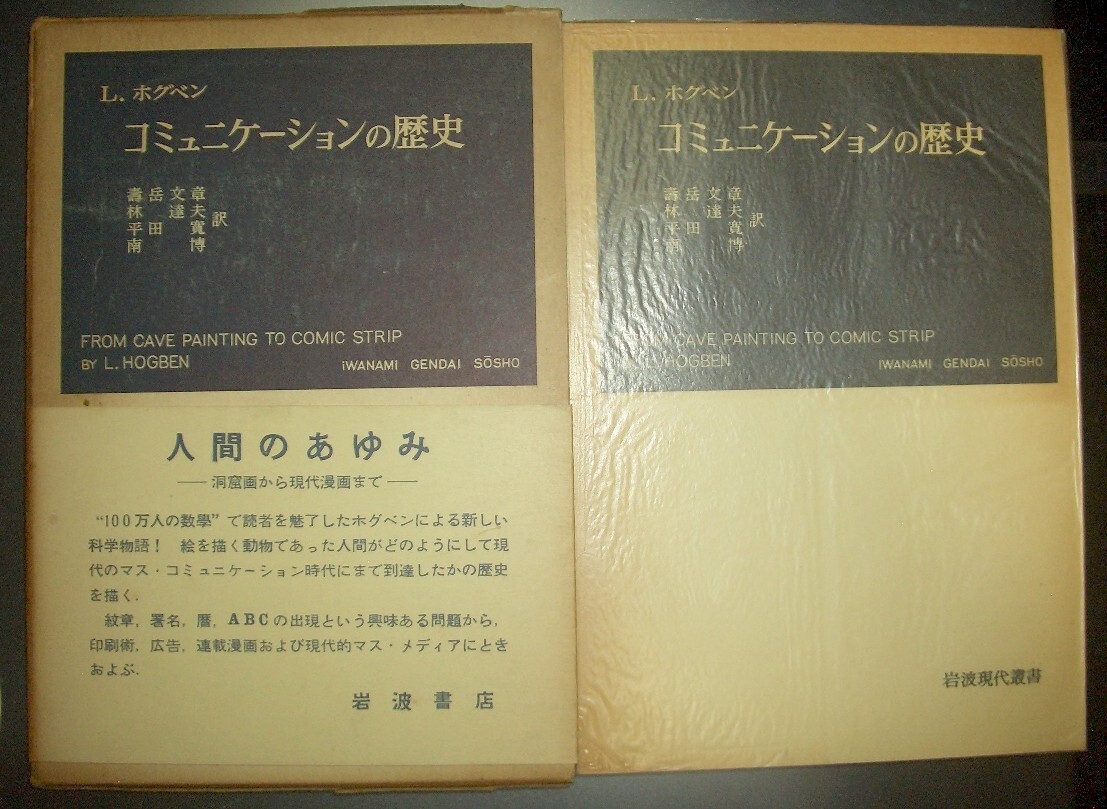 L. ホグベン
コミュニケーションの歴史
壽岳文章
林達夫
平田寛
南博
訳
FROM CAVE PAINTING TO COMIC STRIP
BY L. HOGBEN
IWANAMI GENDAI SŌSHO
人間のあゆみ
―― 洞窟画から現代漫画まで ――
“100万人の数學”で読者を魅了したホグベンによる新しい
科学物語! 絵を描く動物であった人間がどのようにして現
代のマス・コミュニケーション時代にまで到達したかの歴史
を描く.
紋章, 署名, 暦, ABCの出現という興味ある問題から,
印刷術, 広告, 連載漫画および現代的マス・メディアにとき
およぶ.
岩波書店
L. ホグベン
コミュニケーションの歴史
壽岳文章
林達夫
平田寛
南博
訳
CAVE PAINTING TO COMIC STRIP
HOGBEN
IWANAMI GENDAI SŌSHO
岩波現代叢書